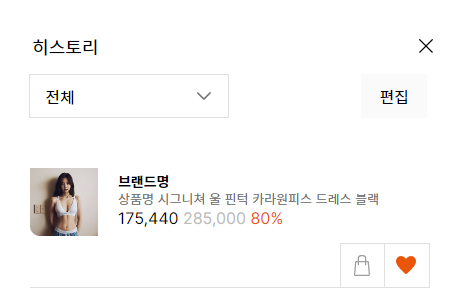 히스토리
전체
편집
브랜드명
상품명 시그니쳐 울 핀턱 카라원피스 드레스 블랙
175,440 285,000 80%